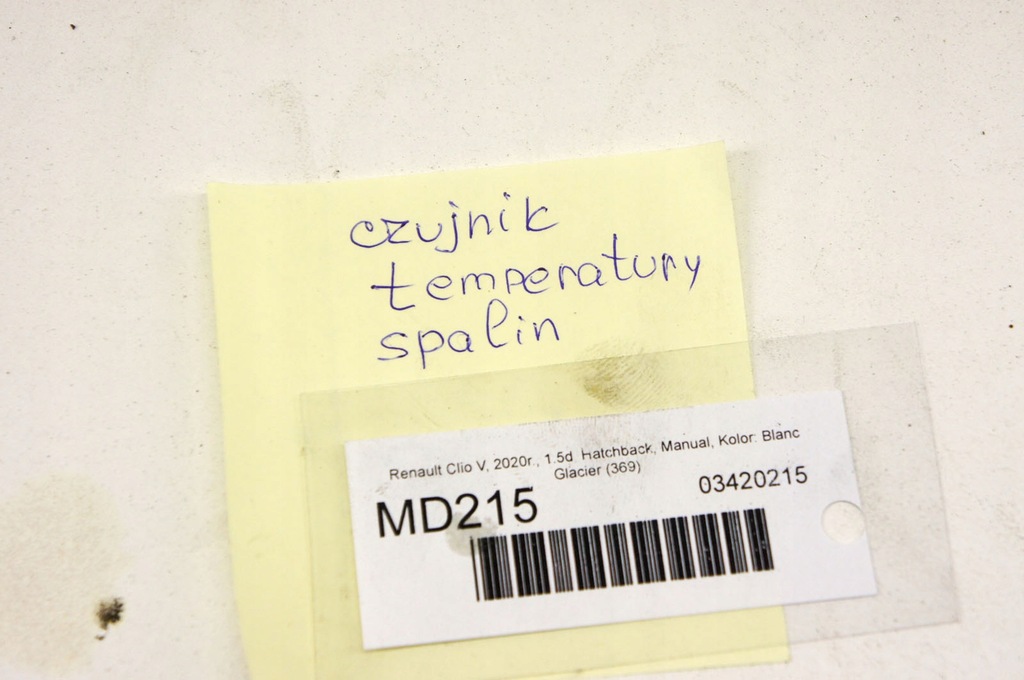 czujnik
temperatury
spalin
Renault Clio V, 2020r., 1.5d Hatchback, Manual, Kolor: Blanc
Glacier (369)
MD215
03420215